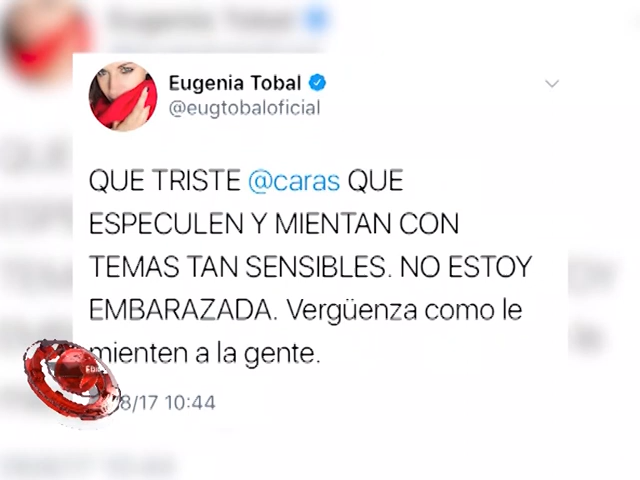 Eugenia Tobal
@eugtobaloficial
QUE TRISTE @caras QUE
ESPECULEN Y MIENTAN CON
TEMAS TAN SENSIBLES. NO ESTOY
EMBARAZADA. Vergüenza como le
mienten a la gente.
8/17 10:44